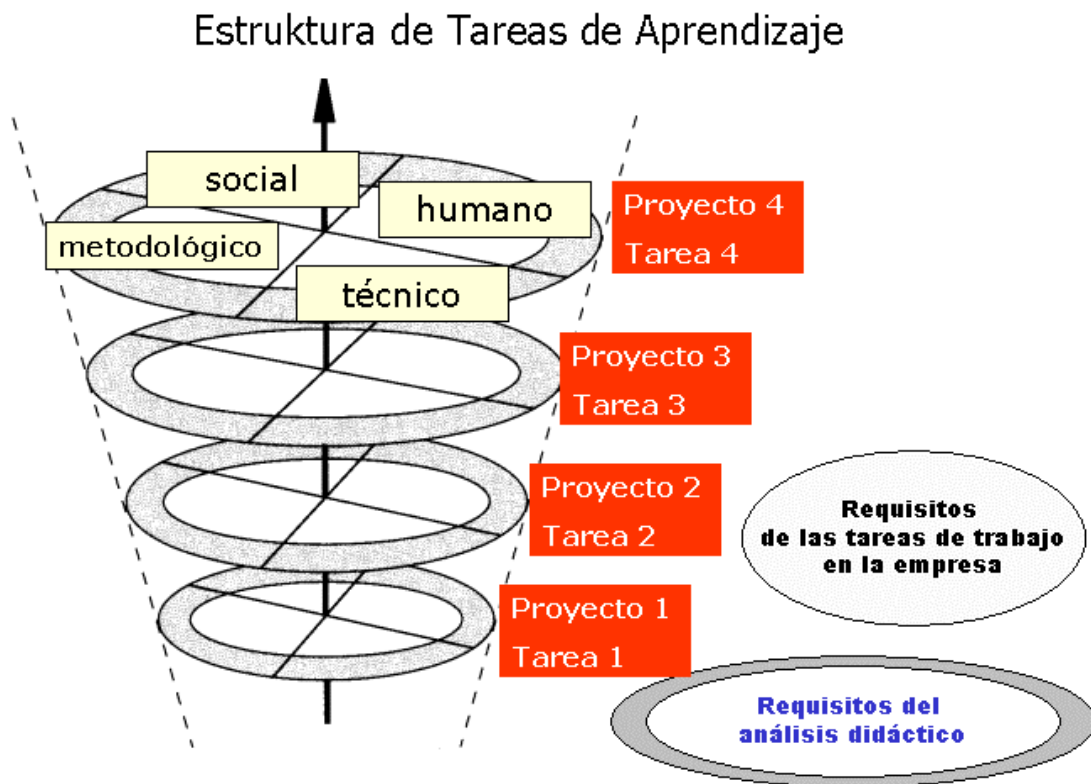 Estruktura de Tareas de Aprendizaje
social
humano
metodológico
técnico
Proyecto 4
Tarea 4
Proyecto 3
Tarea 3
Proyecto 2
Tarea 2
Proyecto 1
Tarea 1
Requisitos
de las tareas de trabajo
en la empresa
Requisitos del
análisis didáctico